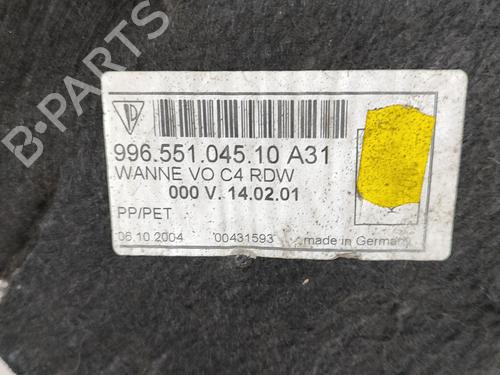 996.551.045.10 A31
WANNE VO C4 RDW
000 V. 14.02.01
PP/PET
06.10.2004 00431593 made in Germany
B-Parts